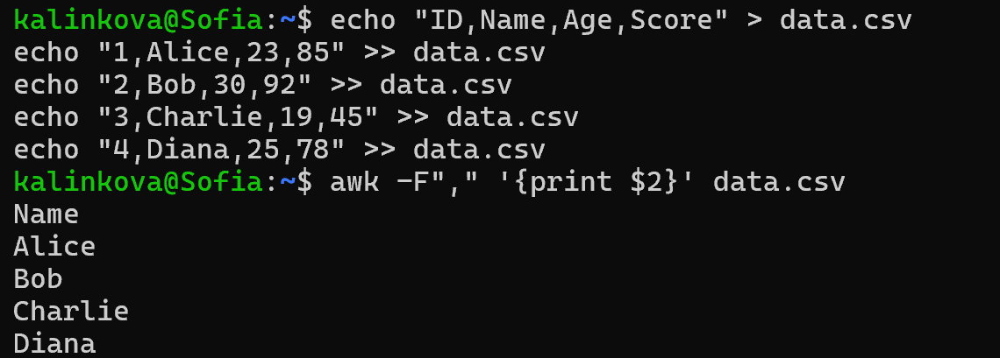 kalinkova@Sofia:~$ echo "ID,Name,Age,Score" > data.csv
echo "1,Alice,23,85" >> data.csv
echo "2,Bob,30,92" >> data.csv
echo "3,Charlie,19,45" >> data.csv
echo "4,Diana,25,78" >> data.csv
kalinkova@Sofia:~$ awk -F"," '{print $2}' data.csv
Name
Alice
Bob
Charlie
Diana